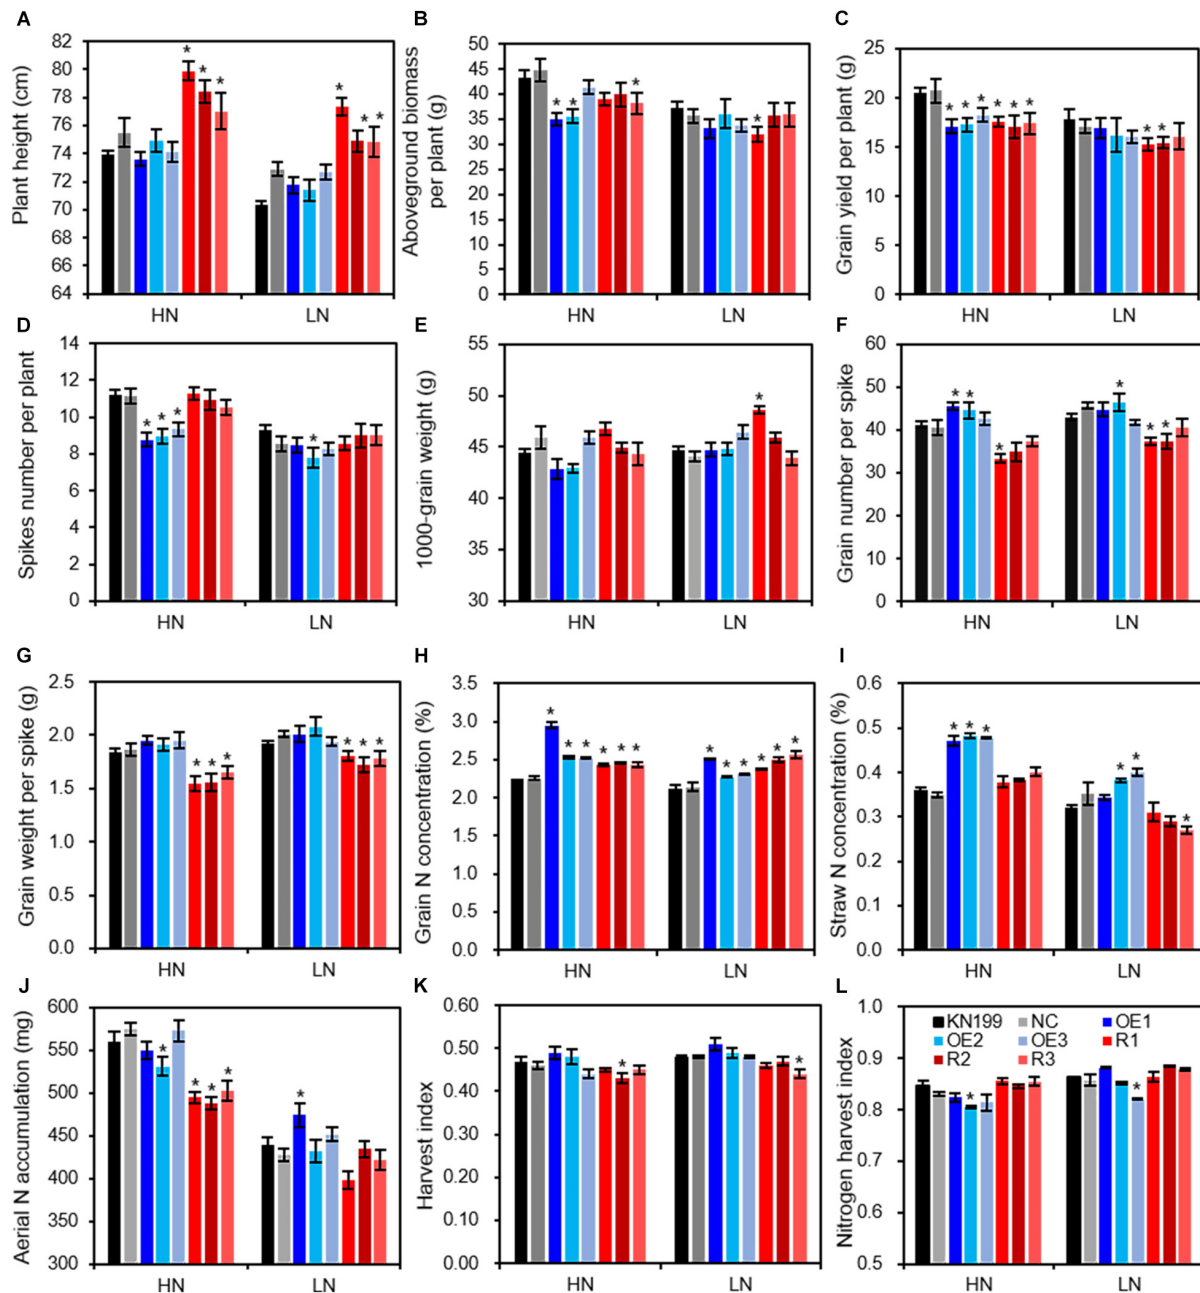 A
Plant height (cm)
82
80
78
76
74
72
70
68
66
64
* * *
* * *
HN
LN
B
Aboveground biomass
per plant (g)
50
45
40
35
30
25
20
15
10
5
0
* * *
*
HN
LN
C
Grain yield per plant (g)
25
20
15
10
5
0
* * * * * *
* *
HN
LN
D
Spikes number per plant
14
12
10
8
6
4
2
0
* * *
*
HN
LN
E
1000-grain weight (g)
55
50
45
40
35
30
*
HN
LN
F
Grain number per spike
60
50
40
30
20
10
0
* * *
* * *
HN
LN
G
Grain weight per spike (g)
2.5
2.0
1.5
1.0
0.5
0.0
* * *
* * *
HN
LN
H
Grain N concentration (%)
3.5
3.0
2.5
2.0
1.5
1.0
0.5
0.0
* * * * * *
* * * * * *
HN
LN
I
Straw N concentration (%)
0.6
0.5
0.4
0.3
0.2
0.1
0.0
* * *
* * *
HN
LN
J
Aerial N accumulation (mg)
600
550
500
450
400
350
300
* * * *
*
HN
LN
K
Harvest index
0.60
0.50
0.40
0.30
0.20
0.10
0.00
*
*
HN
LN
L
Nitrogen harvest index
1.0
0.9
0.8
0.7
0.6
0.5
KN199 NC OE1
OE2 OE3 R1
R2 R3
*
*
HN
LN